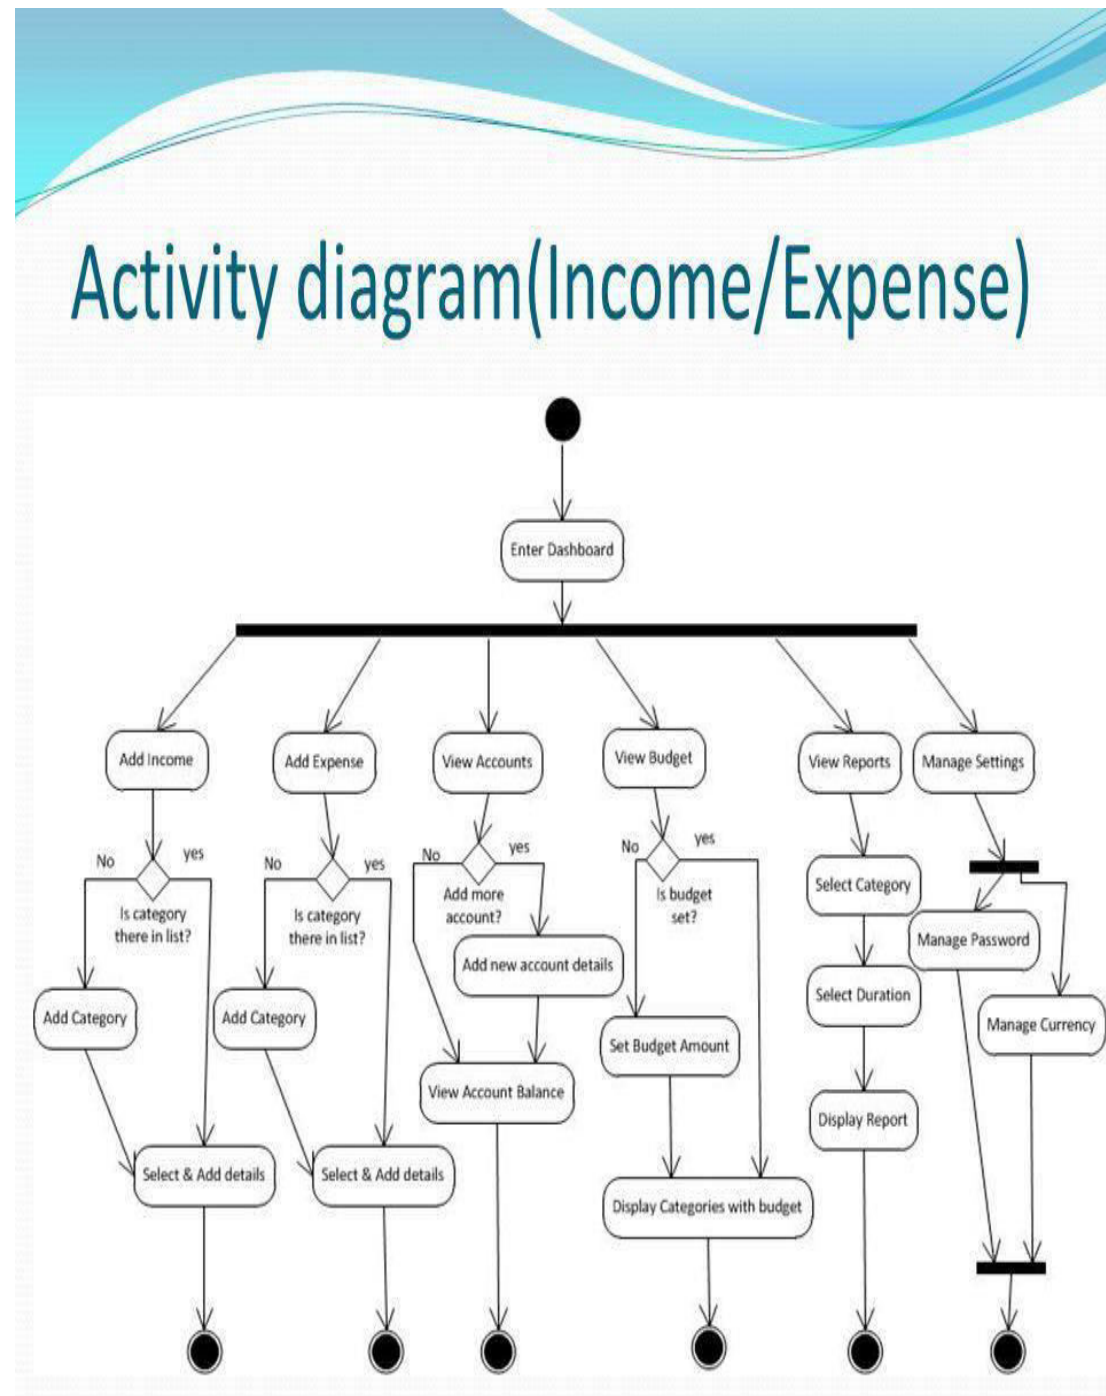 Activity diagram(Income/Expense)
Enter Dashboard
Add Income
Add Expense
View Accounts
View Budget
View Reports
Manage Settings
No
yes
Is category
there in list?
No
yes
Is category
there in list?
No
yes
Add more
account?
No
yes
Is budget
set?
Select Category
Manage Password
Add new account details
Select Duration
Add Category
Add Category
Manage Currency
Set Budget Amount
View Account Balance
Display Report
Select & Add details
Select & Add details
Display Categories with budget